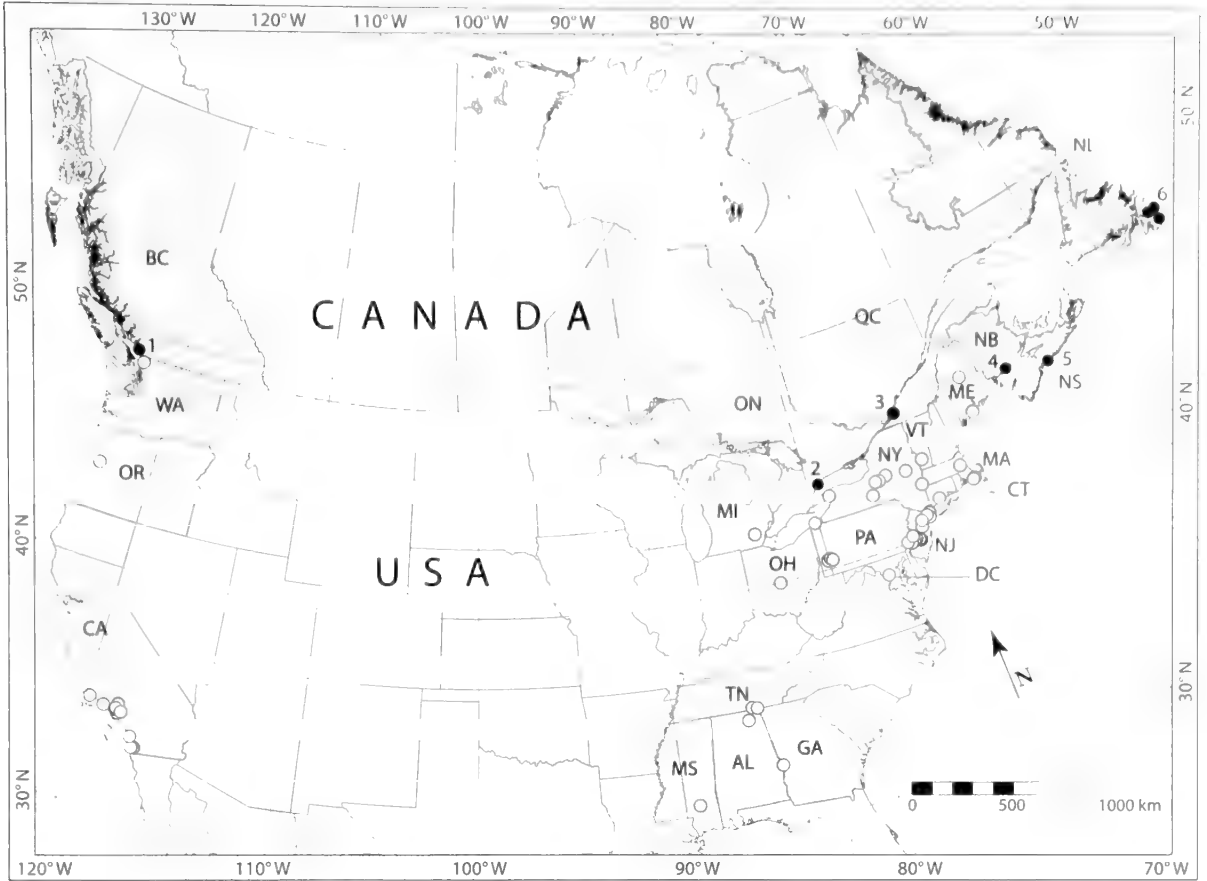 130°W 120°W 100°W 90°W 80°W 70°W 60°W 50°W
50 N
NL
6
BC
50°N
CANADA
QC
NB
1
4
5
ME
NS
WA
ON
3
40°N
VT
NY
MA
OR
2
CT
MI
40°N
PA
NJ
OH
USA
DC
CA
N
30°N
TN
GA
MS
AL
30°N
0 500 1000 km
120°W 110°W 100°W 90°W 80°W 70°W